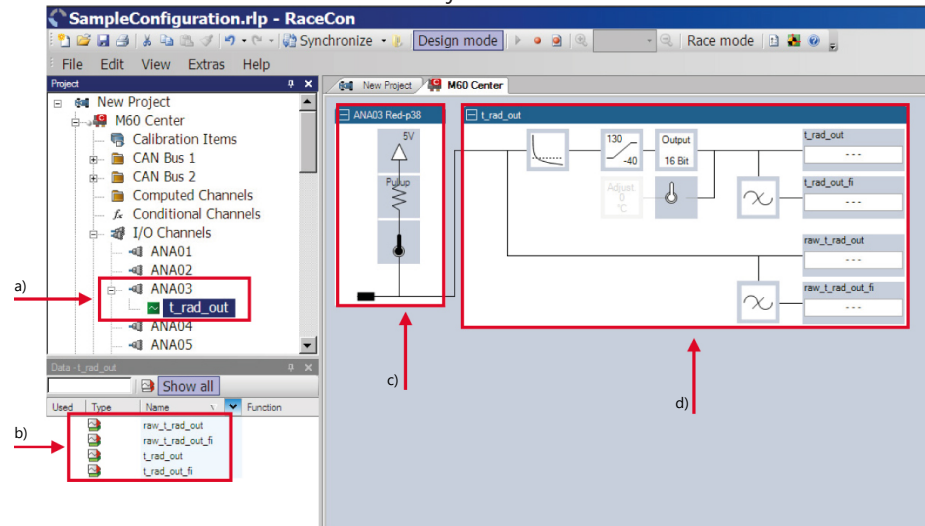 SampleConfiguration.rlp - RaceCon
Synchronize Design mode Race mode
File Edit View Extras Help
Project
New Project
M60 Center
Calibration Items
CAN Bus 1
CAN Bus 2
Computed Channels
fx Conditional Channels
I/O Channels
ANA01
ANA02
a)
ANA03
t_rad_out
ANA04
ANA05
Data - t_rad_out
Show all
Used Type Name Function
b)
raw_t_rad_out
raw_t_rad_out_fi
t_rad_out
t_rad_out_fi
New Project M60 Center
ANA03 Red-p38
5V
Pullup
c)
t_rad_out
130
-40
Output
16 Bit
Adjust.
0
°C
t_rad_out
---
t_rad_out_fi
---
raw_t_rad_out
---
raw_t_rad_out_fi
---
d)